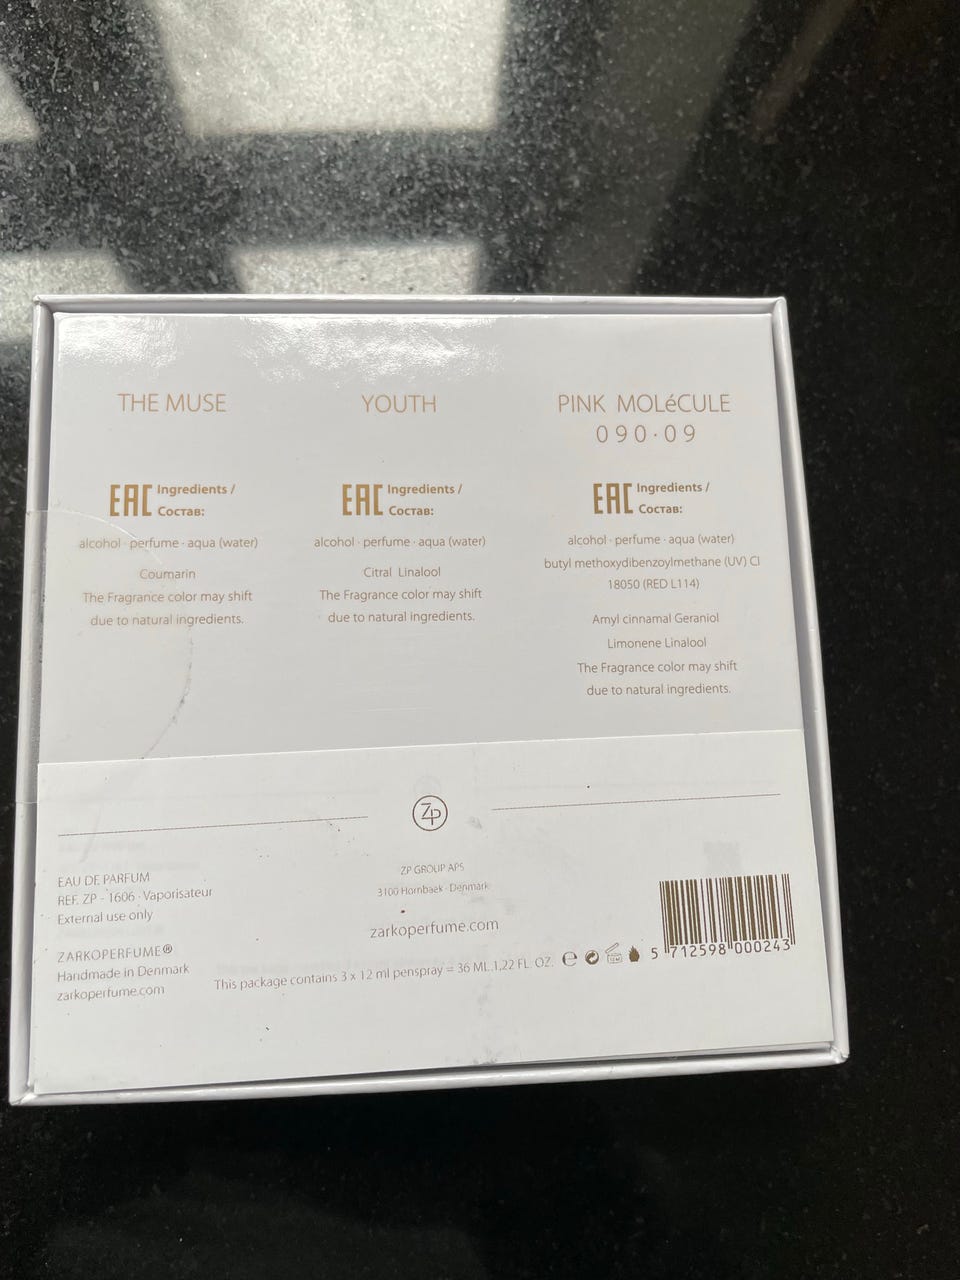 THE MUSE
EAC Ingredients /
Состав:
alcohol · perfume · aqua (water)
Coumarin
The Fragrance color may shift
due to natural ingredients.
YOUTH
EAC Ingredients /
Состав:
alcohol · perfume · aqua (water)
Citral Linalool
The Fragrance color may shift
due to natural ingredients.
PINK MOLéCULE
090·09
EAC Ingredients /
Состав:
alcohol · perfume · aqua (water)
butyl methoxydibenzoylmethane (UV) CI
18050 (RED L114)
Amyl cinnamal Geraniol
Limonene Linalool
The Fragrance color may shift
due to natural ingredients.
ZP
EAU DE PARFUM
REF. ZP - 1606 · Vaporisateur
External use only
ZARKOPERFUME®
Handmade in Denmark
zarkoperfume.com
ZP GROUP APS
3100 Hornbaek · Denmark
zarkoperfume.com
This package contains 3 x 12 ml penspray = 36 ML.1,22 FL. OZ. e
5 712598 000243